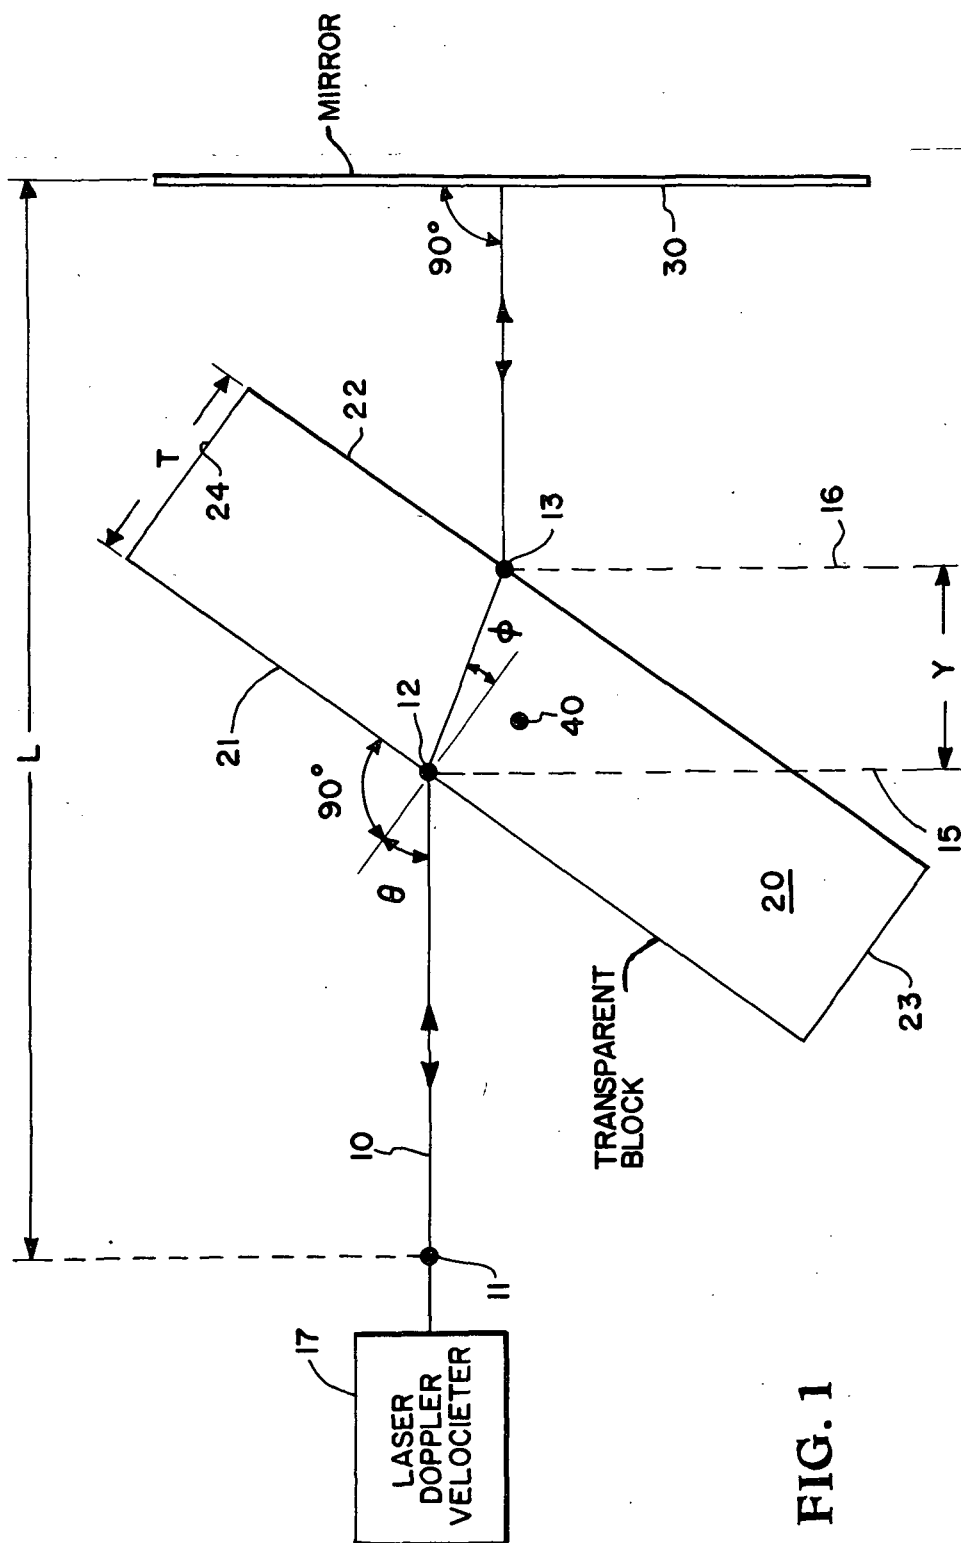 L
MIRROR
90°
30
T
24
22
21
12
13
16
90°
θ
φ
40
Y
15
10
11
17
LASER
DOPPLER
VELOCIETER
TRANSPARENT
BLOCK
20
23
FIG. 1